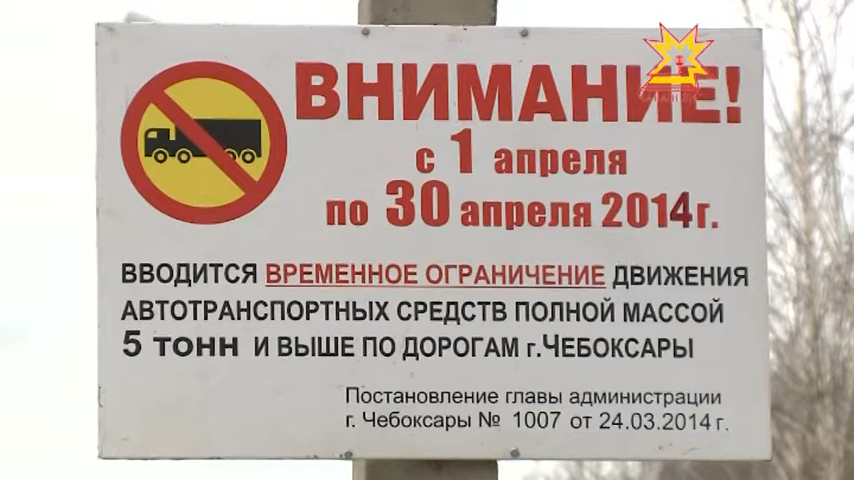 ВНИМАНИЕ!
с 1 апреля
по 30 апреля 2014 г.
ВВОДИТСЯ ВРЕМЕННОЕ ОГРАНИЧЕНИЕ ДВИЖЕНИЯ
АВТОТРАНСПОРТНЫХ СРЕДСТВ ПОЛНОЙ МАССОЙ
5 тонн И ВЫШЕ ПО ДОРОГАМ г.ЧЕБОКСАРЫ
Постановление главы администрации
г. Чебоксары № 1007 от 24.03.2014 г.